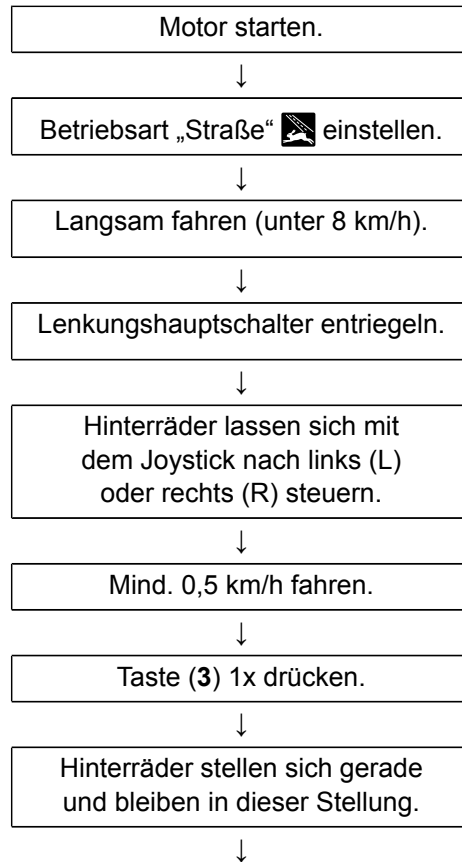 Motor starten.
↓
Betriebsart „Straße“ einstellen.
↓
Langsam fahren (unter 8 km/h).
↓
Lenkungshauptschalter entriegeln.
↓
Hinterräder lassen sich mit
dem Joystick nach links (L)
oder rechts (R) steuern.
↓
Mind. 0,5 km/h fahren.
↓
Taste (3) 1x drücken.
↓
Hinterräder stellen sich gerade
und bleiben in dieser Stellung.
↓